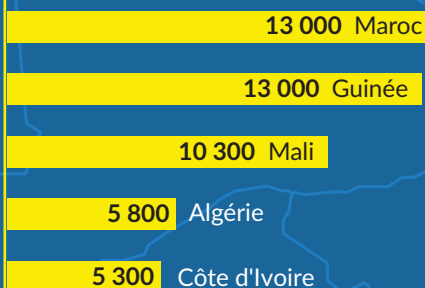 13 000 Maroc
13 000 Guinée
10 300 Mali
5 800 Algérie
5 300 Côte d'Ivoire